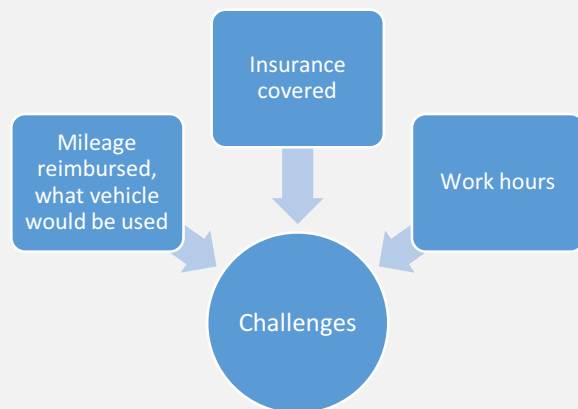 Insurance
covered
Mileage
reimbursed,
what vehicle
would be used
Work hours
Challenges